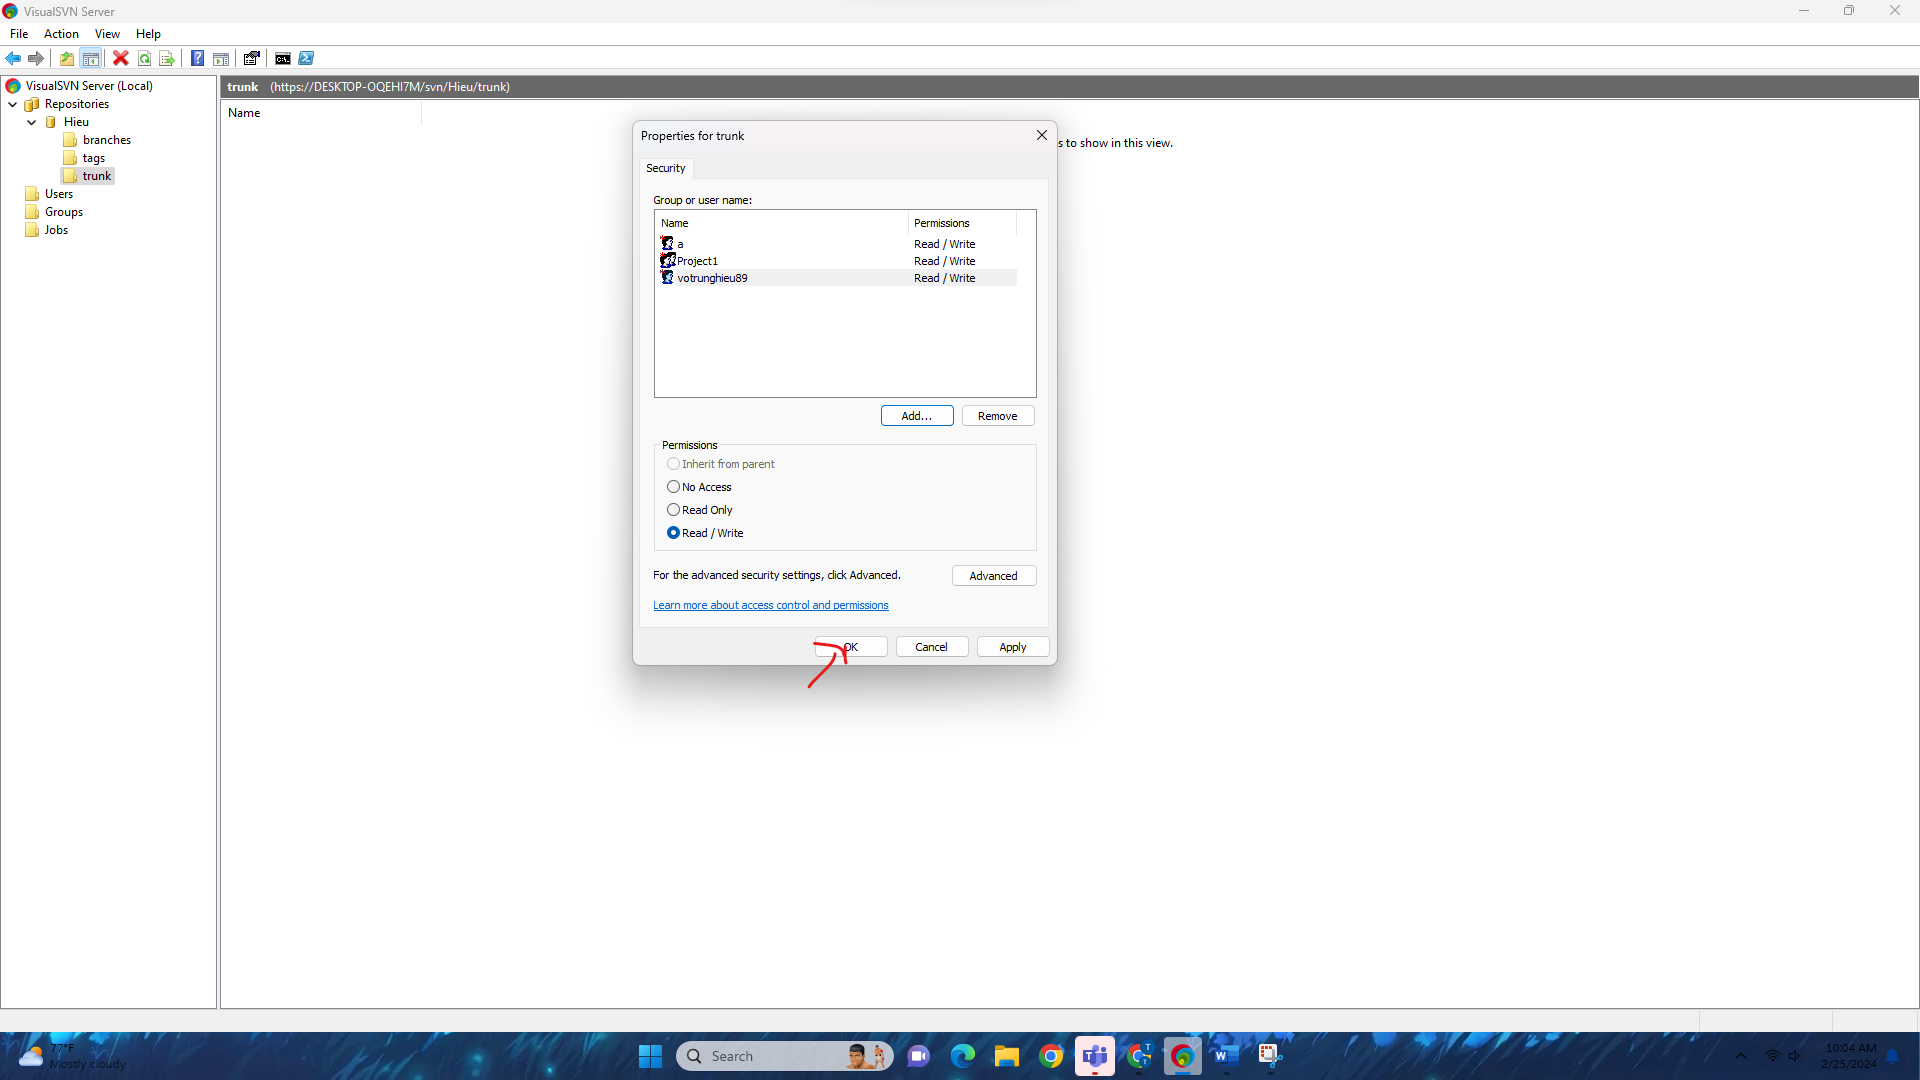 VisualSVN Server
File Action View Help
VisualSVN Server (Local)
Repositories
Hieu
branches
tags
trunk
Users
Groups
Jobs
trunk (https://DESKTOP-OQEHI7M/svn/Hieu/trunk)
Name
s to show in this view.
Properties for trunk
Security
Group or user name:
Name Permissions
a Read / Write
Project1 Read / Write
votrunghieu89 Read / Write
Add... Remove
Permissions
Inherit from parent
No Access
Read Only
Read / Write
For the advanced security settings, click Advanced. Advanced
Learn more about access control and permissions
OK Cancel Apply
77°F
Mostly cloudy
Search
10:04 AM
2/25/2024